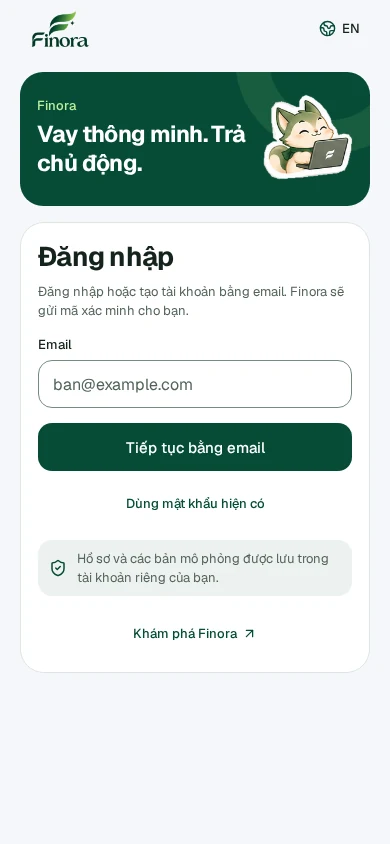 Finora
EN
Finora
Vay thông minh. Trả
chủ động.
Đăng nhập
Đăng nhập hoặc tạo tài khoản bằng email. Finora sẽ
gửi mã xác minh cho bạn.
Email
ban@example.com
Tiếp tục bằng email
Dùng mật khẩu hiện có
Hồ sơ và các bản mô phỏng được lưu trong
tài khoản riêng của bạn.
Khám phá Finora